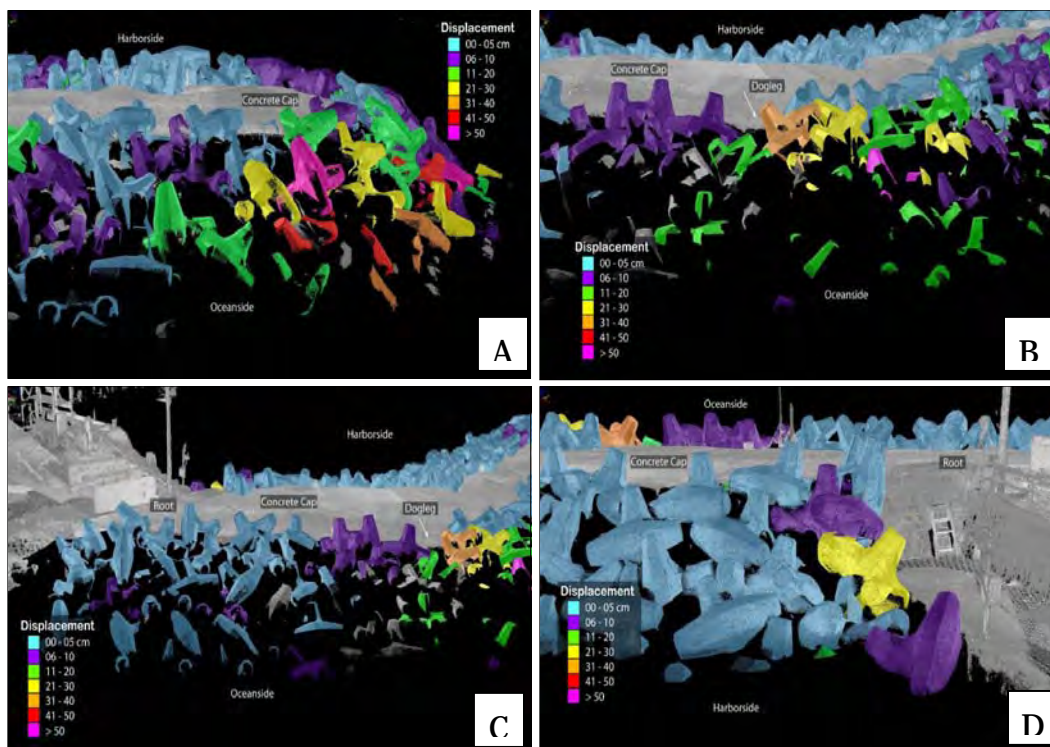 Harborside
Displacement
00 - 05 cm
06 - 10
11 - 20
21 - 30
31 - 40
41 - 50
> 50
Concrete Cap
Oceanside
A
Harborside
Concrete Cap
Dogleg
Displacement
00 - 05 cm
06 - 10
11 - 20
21 - 30
31 - 40
41 - 50
> 50
Oceanside
B
Harborside
Root
Concrete Cap
Dogleg
Displacement
00 - 05 cm
06 - 10
11 - 20
21 - 30
31 - 40
41 - 50
> 50
Oceanside
C
Oceanside
Concrete Cap
Root
Displacement
00 - 05 cm
06 - 10
11 - 20
21 - 30
31 - 40
41 - 50
> 50
Harborside
D